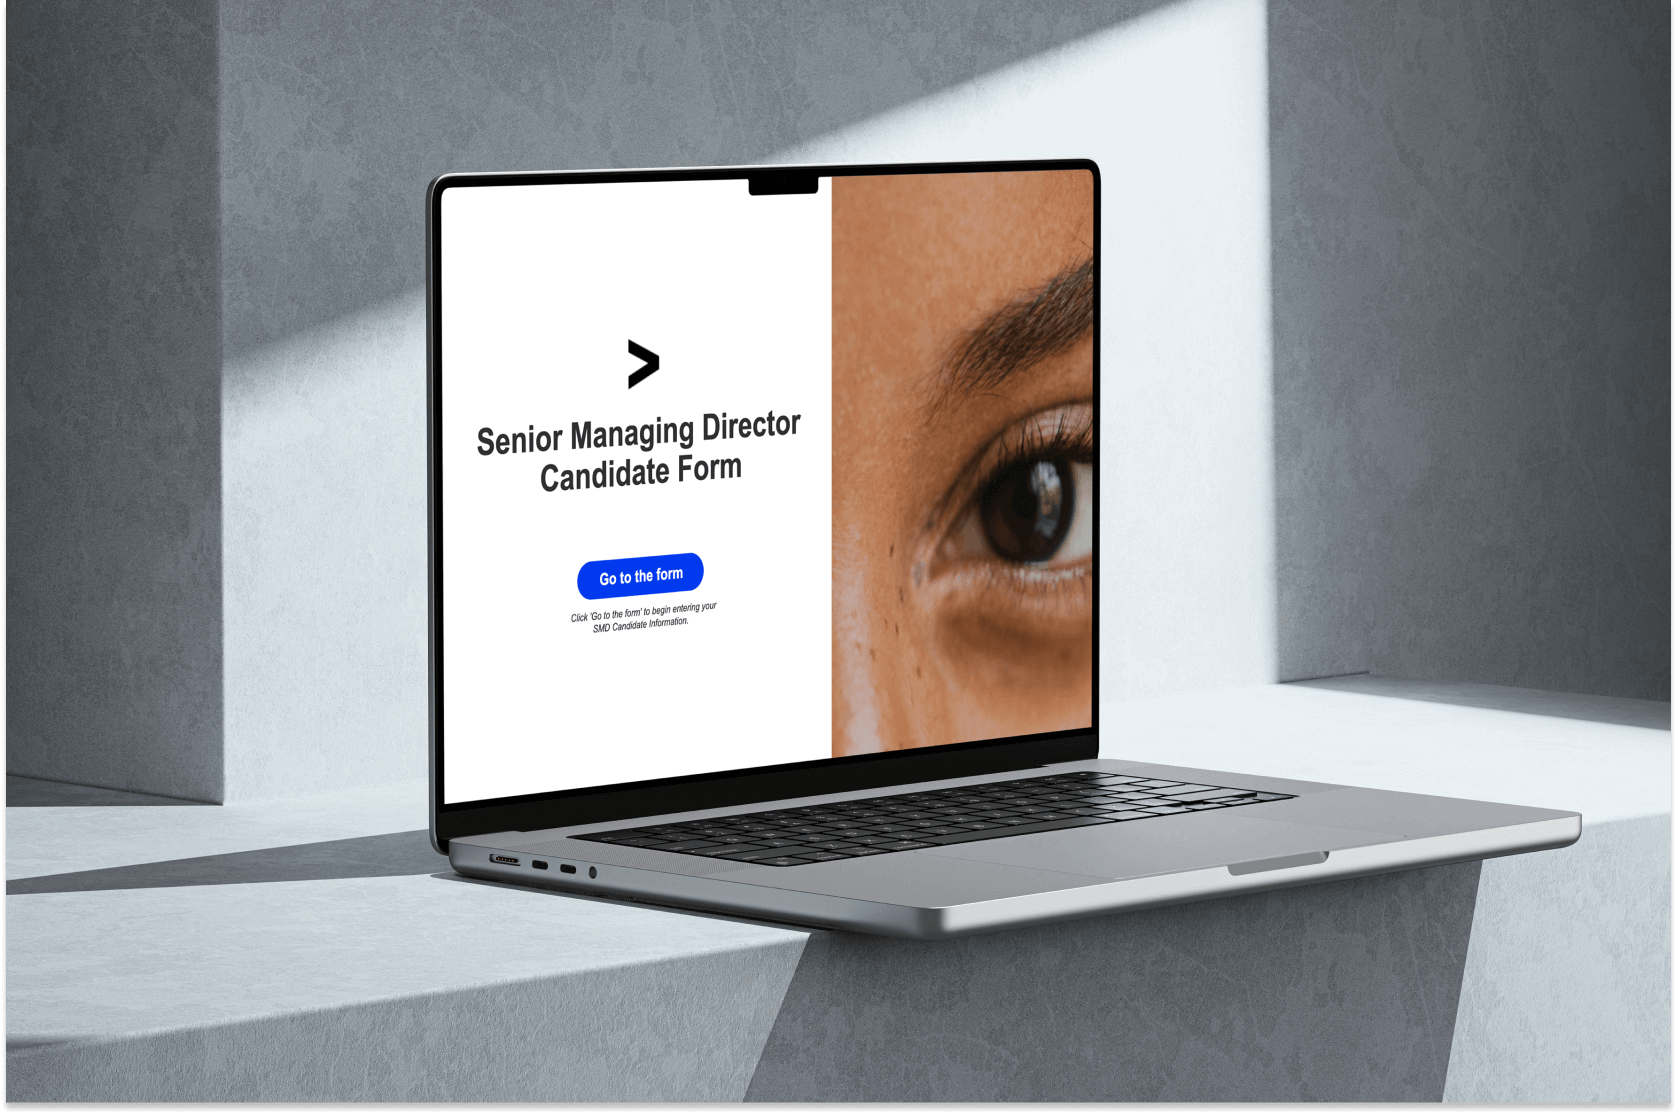 >
Senior Managing Director
Candidate Form
Go to the form
Click 'Go to the form' to begin entering your
SMD Candidate Information.